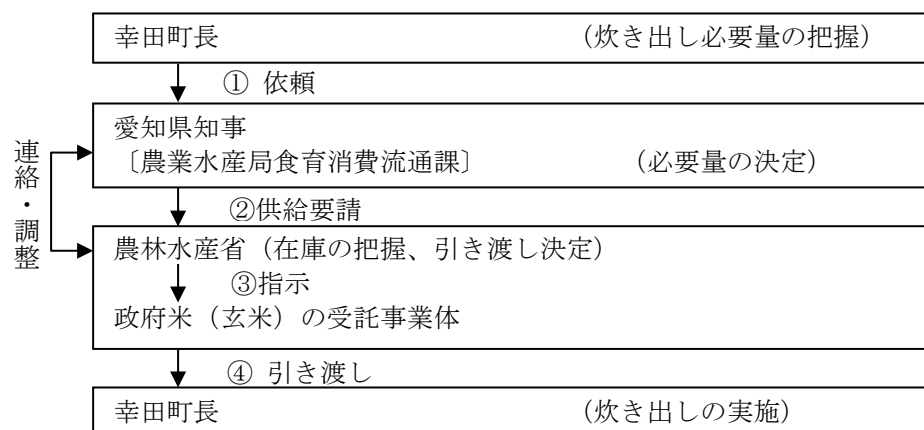 幸田町長　　　　　　　　　　（炊き出し必要量の把握）
① 依頼
愛知県知事
〔農業水産局食育消費流通課〕　　　　　（必要量の決定）
連絡・調整
②供給要請
農林水産省（在庫の把握、引き渡し決定）
③指示
政府米（玄米）の受託事業体
④ 引き渡し
幸田町長　　　　　　　　　　（炊き出しの実施）